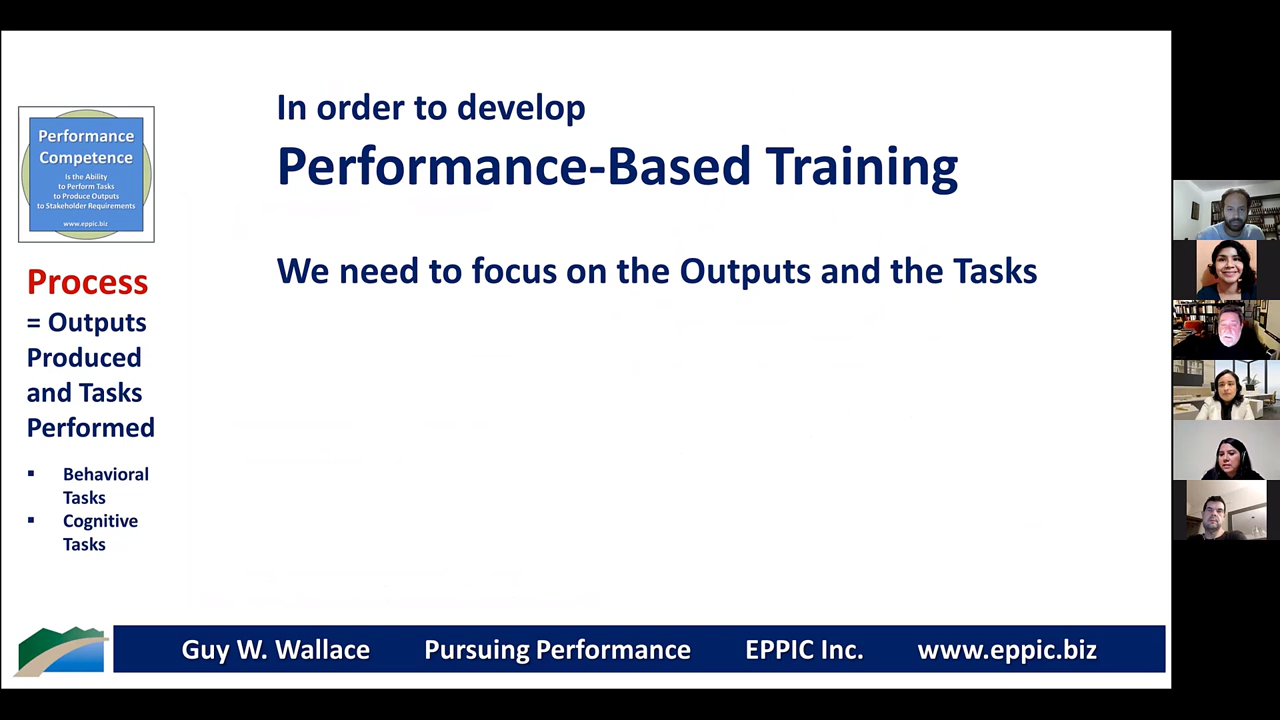 In order to develop
Performance-Based Training
We need to focus on the Outputs and the Tasks
Performance
Competence
Is the Ability
to Perform Tasks
to Produce Outputs
to Stakeholder Requirements
www.eppic.biz
Process
= Outputs
Produced
and Tasks
Performed
▪ Behavioral
Tasks
▪ Cognitive
Tasks
Guy W. Wallace Pursuing Performance EPPIC Inc. www.eppic.biz